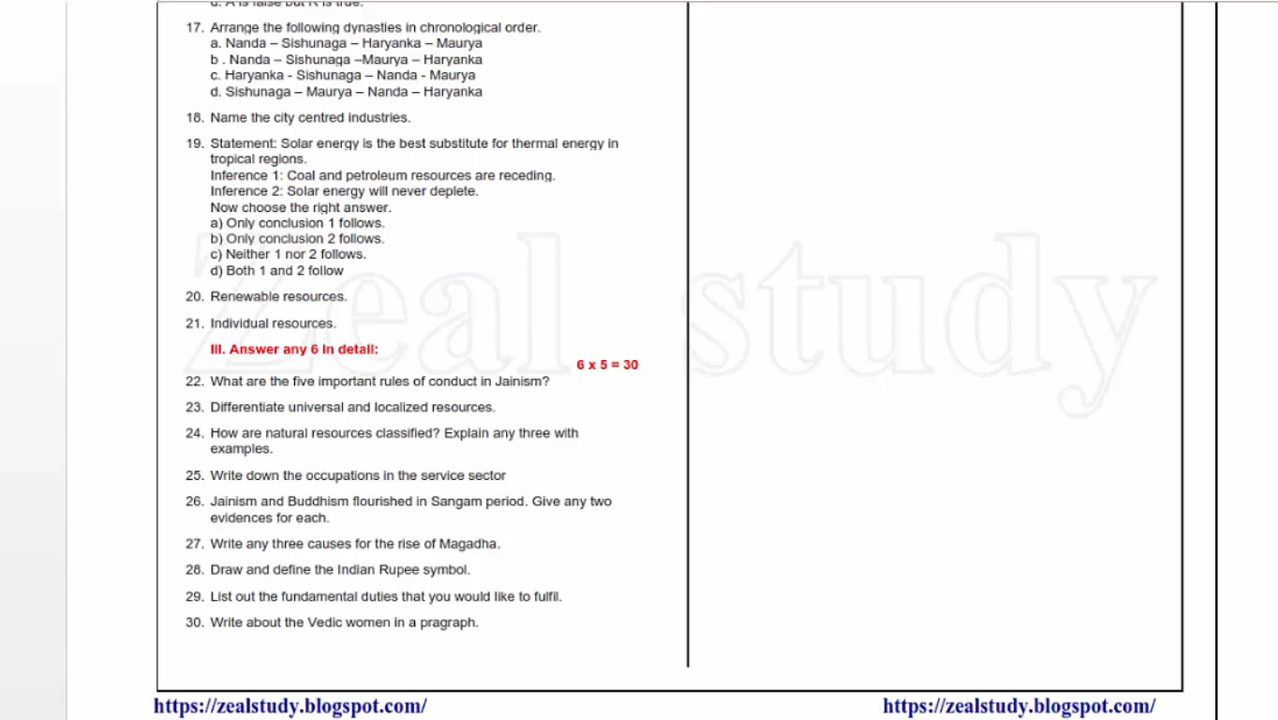 d. A is false but R is true.
17. Arrange the following dynasties in chronological order.
a. Nanda – Sishunaga – Haryanka – Maurya
b . Nanda – Sishunaga –Maurya – Haryanka
c. Haryanka - Sishunaga – Nanda - Maurya
d. Sishunaga – Maurya – Nanda – Haryanka
18. Name the city centred industries.
19. Statement: Solar energy is the best substitute for thermal energy in
tropical regions.
Inference 1: Coal and petroleum resources are receding.
Inference 2: Solar energy will never deplete.
Now choose the right answer.
a) Only conclusion 1 follows.
b) Only conclusion 2 follows.
c) Neither 1 nor 2 follows.
d) Both 1 and 2 follow
20. Renewable resources.
21. Individual resources.
III. Answer any 6 In detail:
6 x 5 = 30
22. What are the five important rules of conduct in Jainism?
23. Differentiate universal and localized resources.
24. How are natural resources classified? Explain any three with
examples.
25. Write down the occupations in the service sector
26. Jainism and Buddhism flourished in Sangam period. Give any two
evidences for each.
27. Write any three causes for the rise of Magadha.
28. Draw and define the Indian Rupee symbol.
29. List out the fundamental duties that you would like to fulfil.
30. Write about the Vedic women in a pragraph.
Zeal study
https://zealstudy.blogspot.com/ https://zealstudy.blogspot.com/